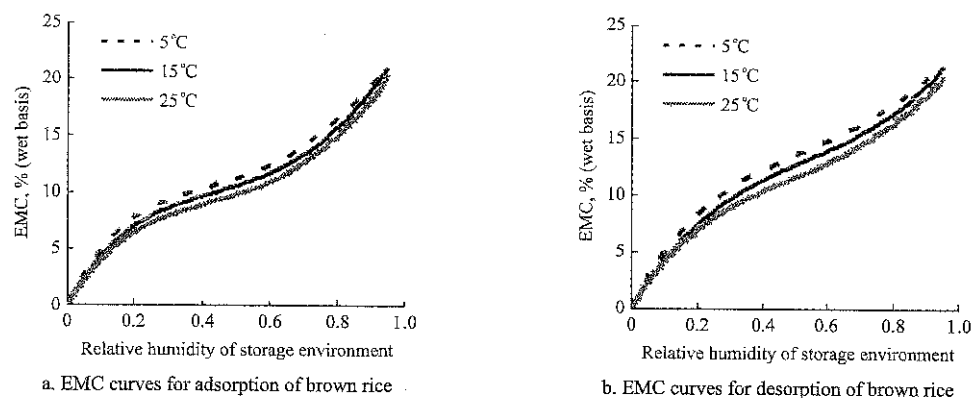 25
20
15
10
5
0
EMC, % (wet basis)
5°C
15°C
25°C
0 0.2 0.4 0.6 0.8 1.0
Relative humidity of storage environment
a. EMC curves for adsorption of brown rice
25
20
15
10
5
0
EMC, % (wet basis)
5°C
15°C
25°C
0 0.2 0.4 0.6 0.8 1.0
Relative humidity of storage environment
b. EMC curves for desorption of brown rice